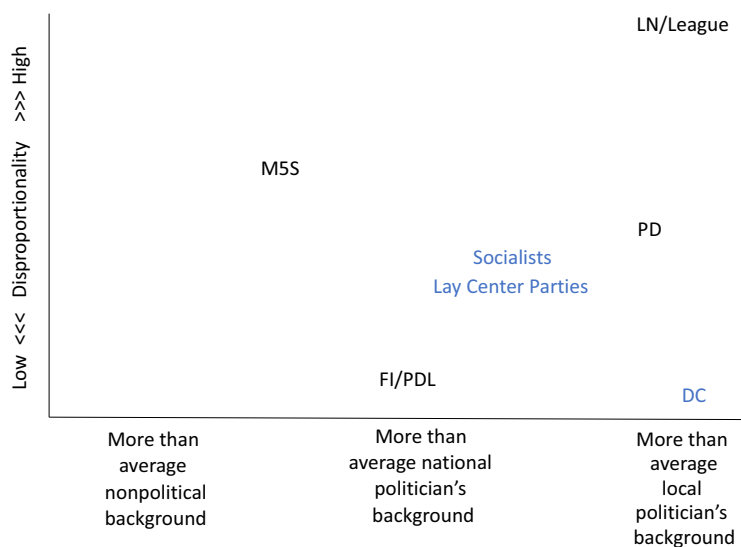 LN/League
Low <<< Disproportionality >>> High
M5S
PD
Socialists
Lay Center Parties
FI/PDL
DC
More than
average
nonpolitical
background
More than
average national
politician's
background
More than
average
local
politician's
background